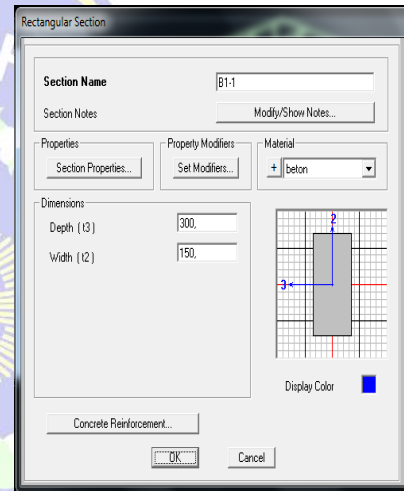 Rectangular Section
Section Name B1-1
Section Notes Modify/Show Notes...
Properties Property Modifiers Material
Section Properties... Set Modifiers... + beton
Dimensions
Depth ( t3 ) 300,
Width ( t2 ) 150,
2
3
Display Color
Concrete Reinforcement...
OK Cancel